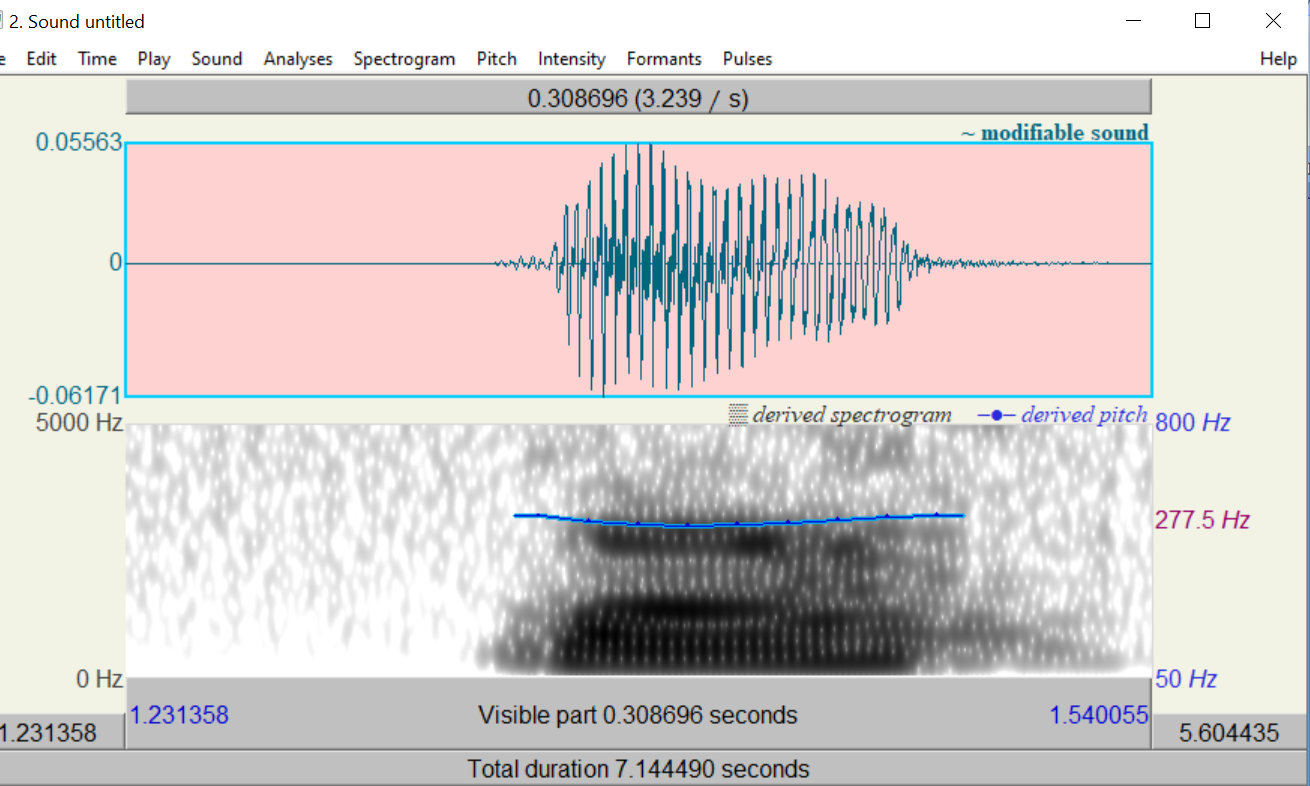 2. Sound untitled
e Edit Time Play Sound Analyses Spectrogram Pitch Intensity Formants Pulses Help
0.308696 (3.239 / s)
~ modifiable sound
0.05563
0
-0.06171
5000 Hz
derived spectrogram
derived pitch
800 Hz
277.5 Hz
0 Hz
50 Hz
1.231358
Visible part 0.308696 seconds
1.540055
1.231358
5.604435
Total duration 7.144490 seconds